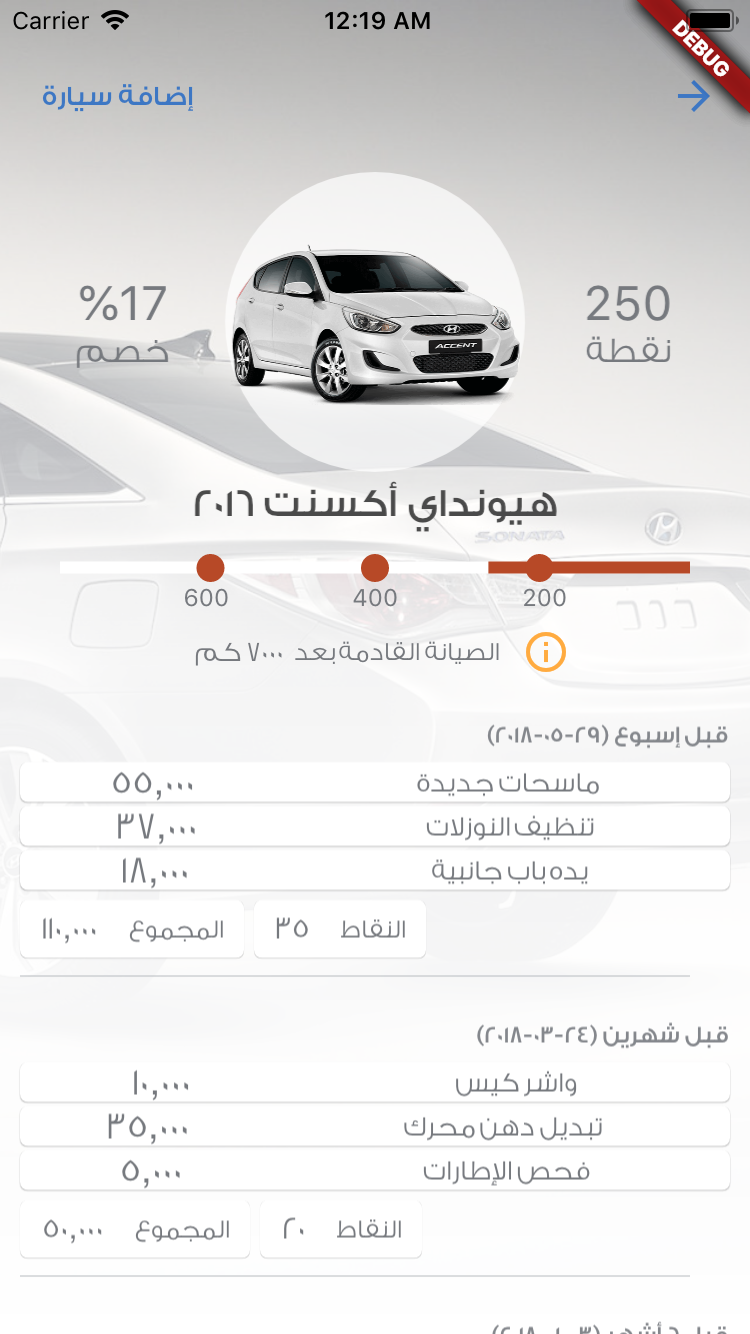 Carrier 12:19 AM
DEBUG
إضافة سيارة
250
نقطة
%17
خصم
ACCENT
هيونداي أكسنت ٢٠١٦
SONATA
200 400 600
الصيانة القادمة بعد ٧٠٠٠ كم
قبل إسبوع (٢٩-٠٥-٢٠١٨)
ماسحات جديدة ٥٥,٠٠٠
تنظيف النوزلات ٣٧,٠٠٠
يده باب جانبية ١٨,٠٠٠
النقاط ٣٥ المجموع ١١٠,٠٠٠
قبل شهرين (٢٤-٠٣-٢٠١٨)
واشر كيس ١٠,٠٠٠
تبديل دهن محرك ٣٥,٠٠٠
فحص الإطارات ٥,٠٠٠
النقاط ٢٠ المجموع ٥٠,٠٠٠